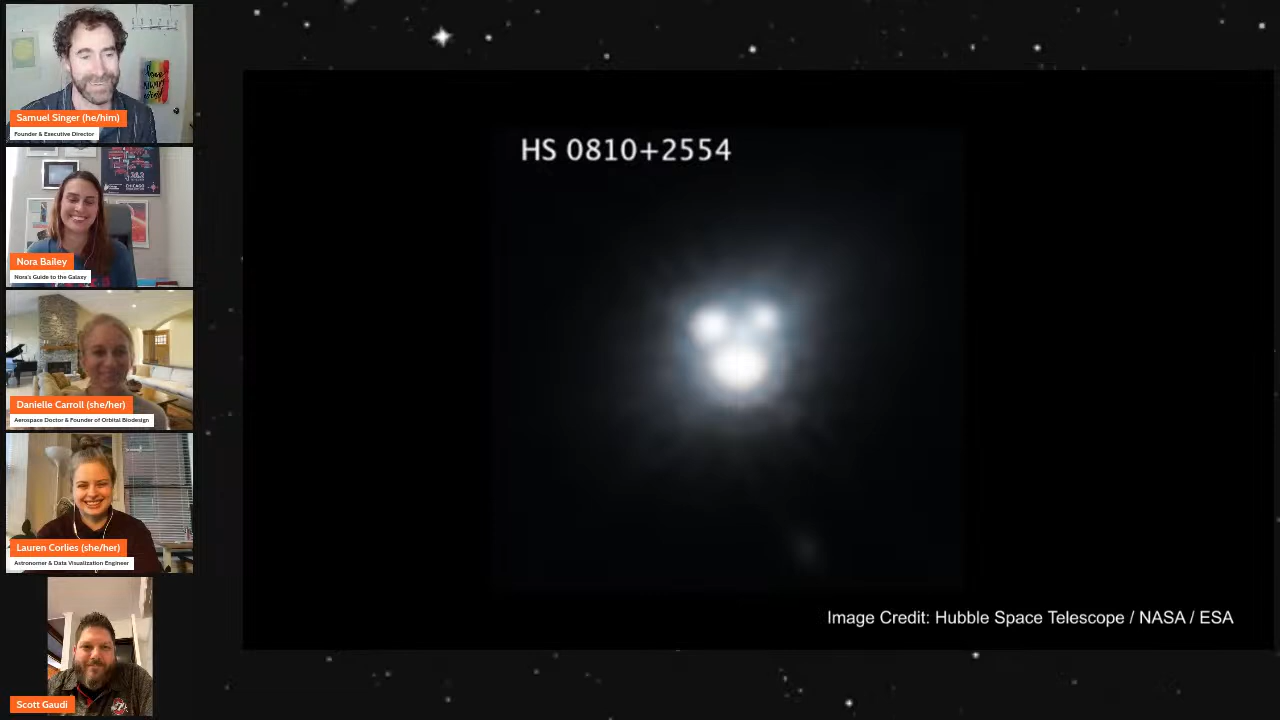 Samuel Singer (he/him)
Founder & Executive Director
Nora Bailey
Nora's Guide to the Galaxy
Danielle Carroll (she/her)
Aerospace Doctor & Founder of Orbital Biodesign
Lauren Corlies (she/her)
Astronomer & Data Visualization Engineer
Scott Gaudi
HS 0810+2554
Image Credit: Hubble Space Telescope / NASA / ESA